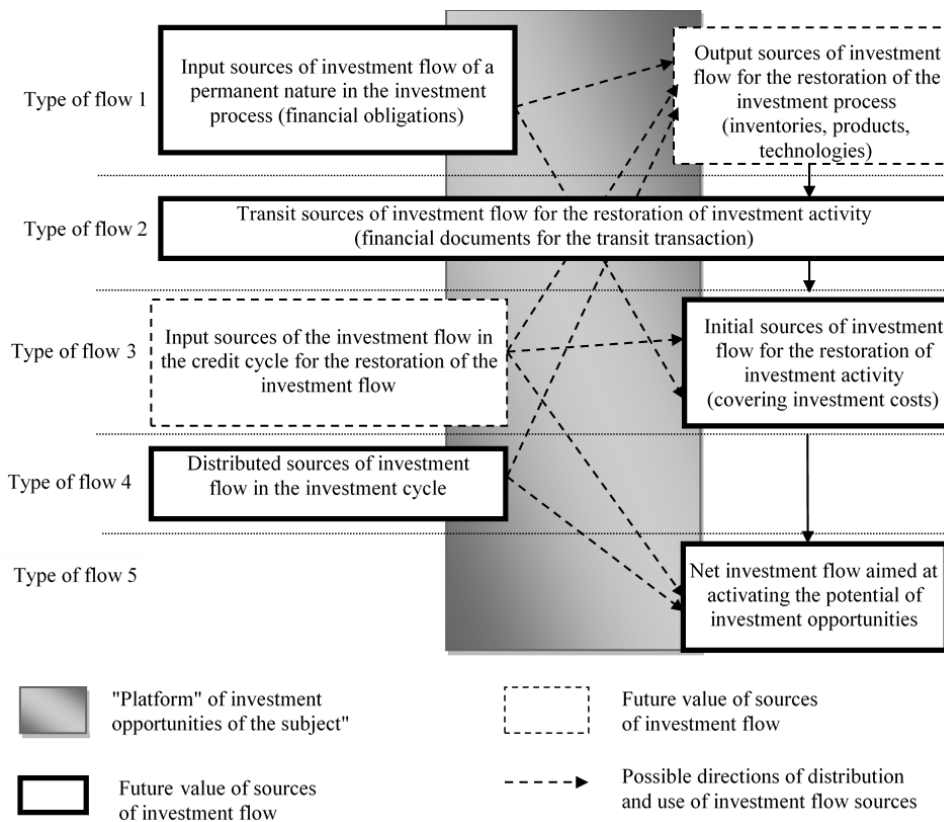 Type of flow 1
Input sources of investment flow of a
permanent nature in the investment
process (financial obligations)
Output sources of investment
flow for the restoration of the
investment process
(inventories, products,
technologies)
Type of flow 2
Transit sources of investment flow for the restoration of investment activity
(financial documents for the transit transaction)
Type of flow 3
Input sources of the investment flow in
the credit cycle for the restoration of the
investment flow
Initial sources of investment
flow for the restoration of
investment activity
(covering investment costs)
Type of flow 4
Distributed sources of investment
flow in the investment cycle
Type of flow 5
Net investment flow aimed at
activating the potential of
investment opportunities
"Platform" of investment
opportunities of the subject"
Future value of sources
of investment flow
Future value of sources
of investment flow
Possible directions of distribution
and use of investment flow sources